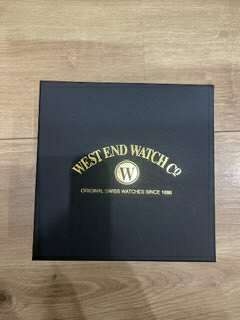 WEST END WATCH Co
W
ORIGINAL SWISS WATCHES SINCE 1886